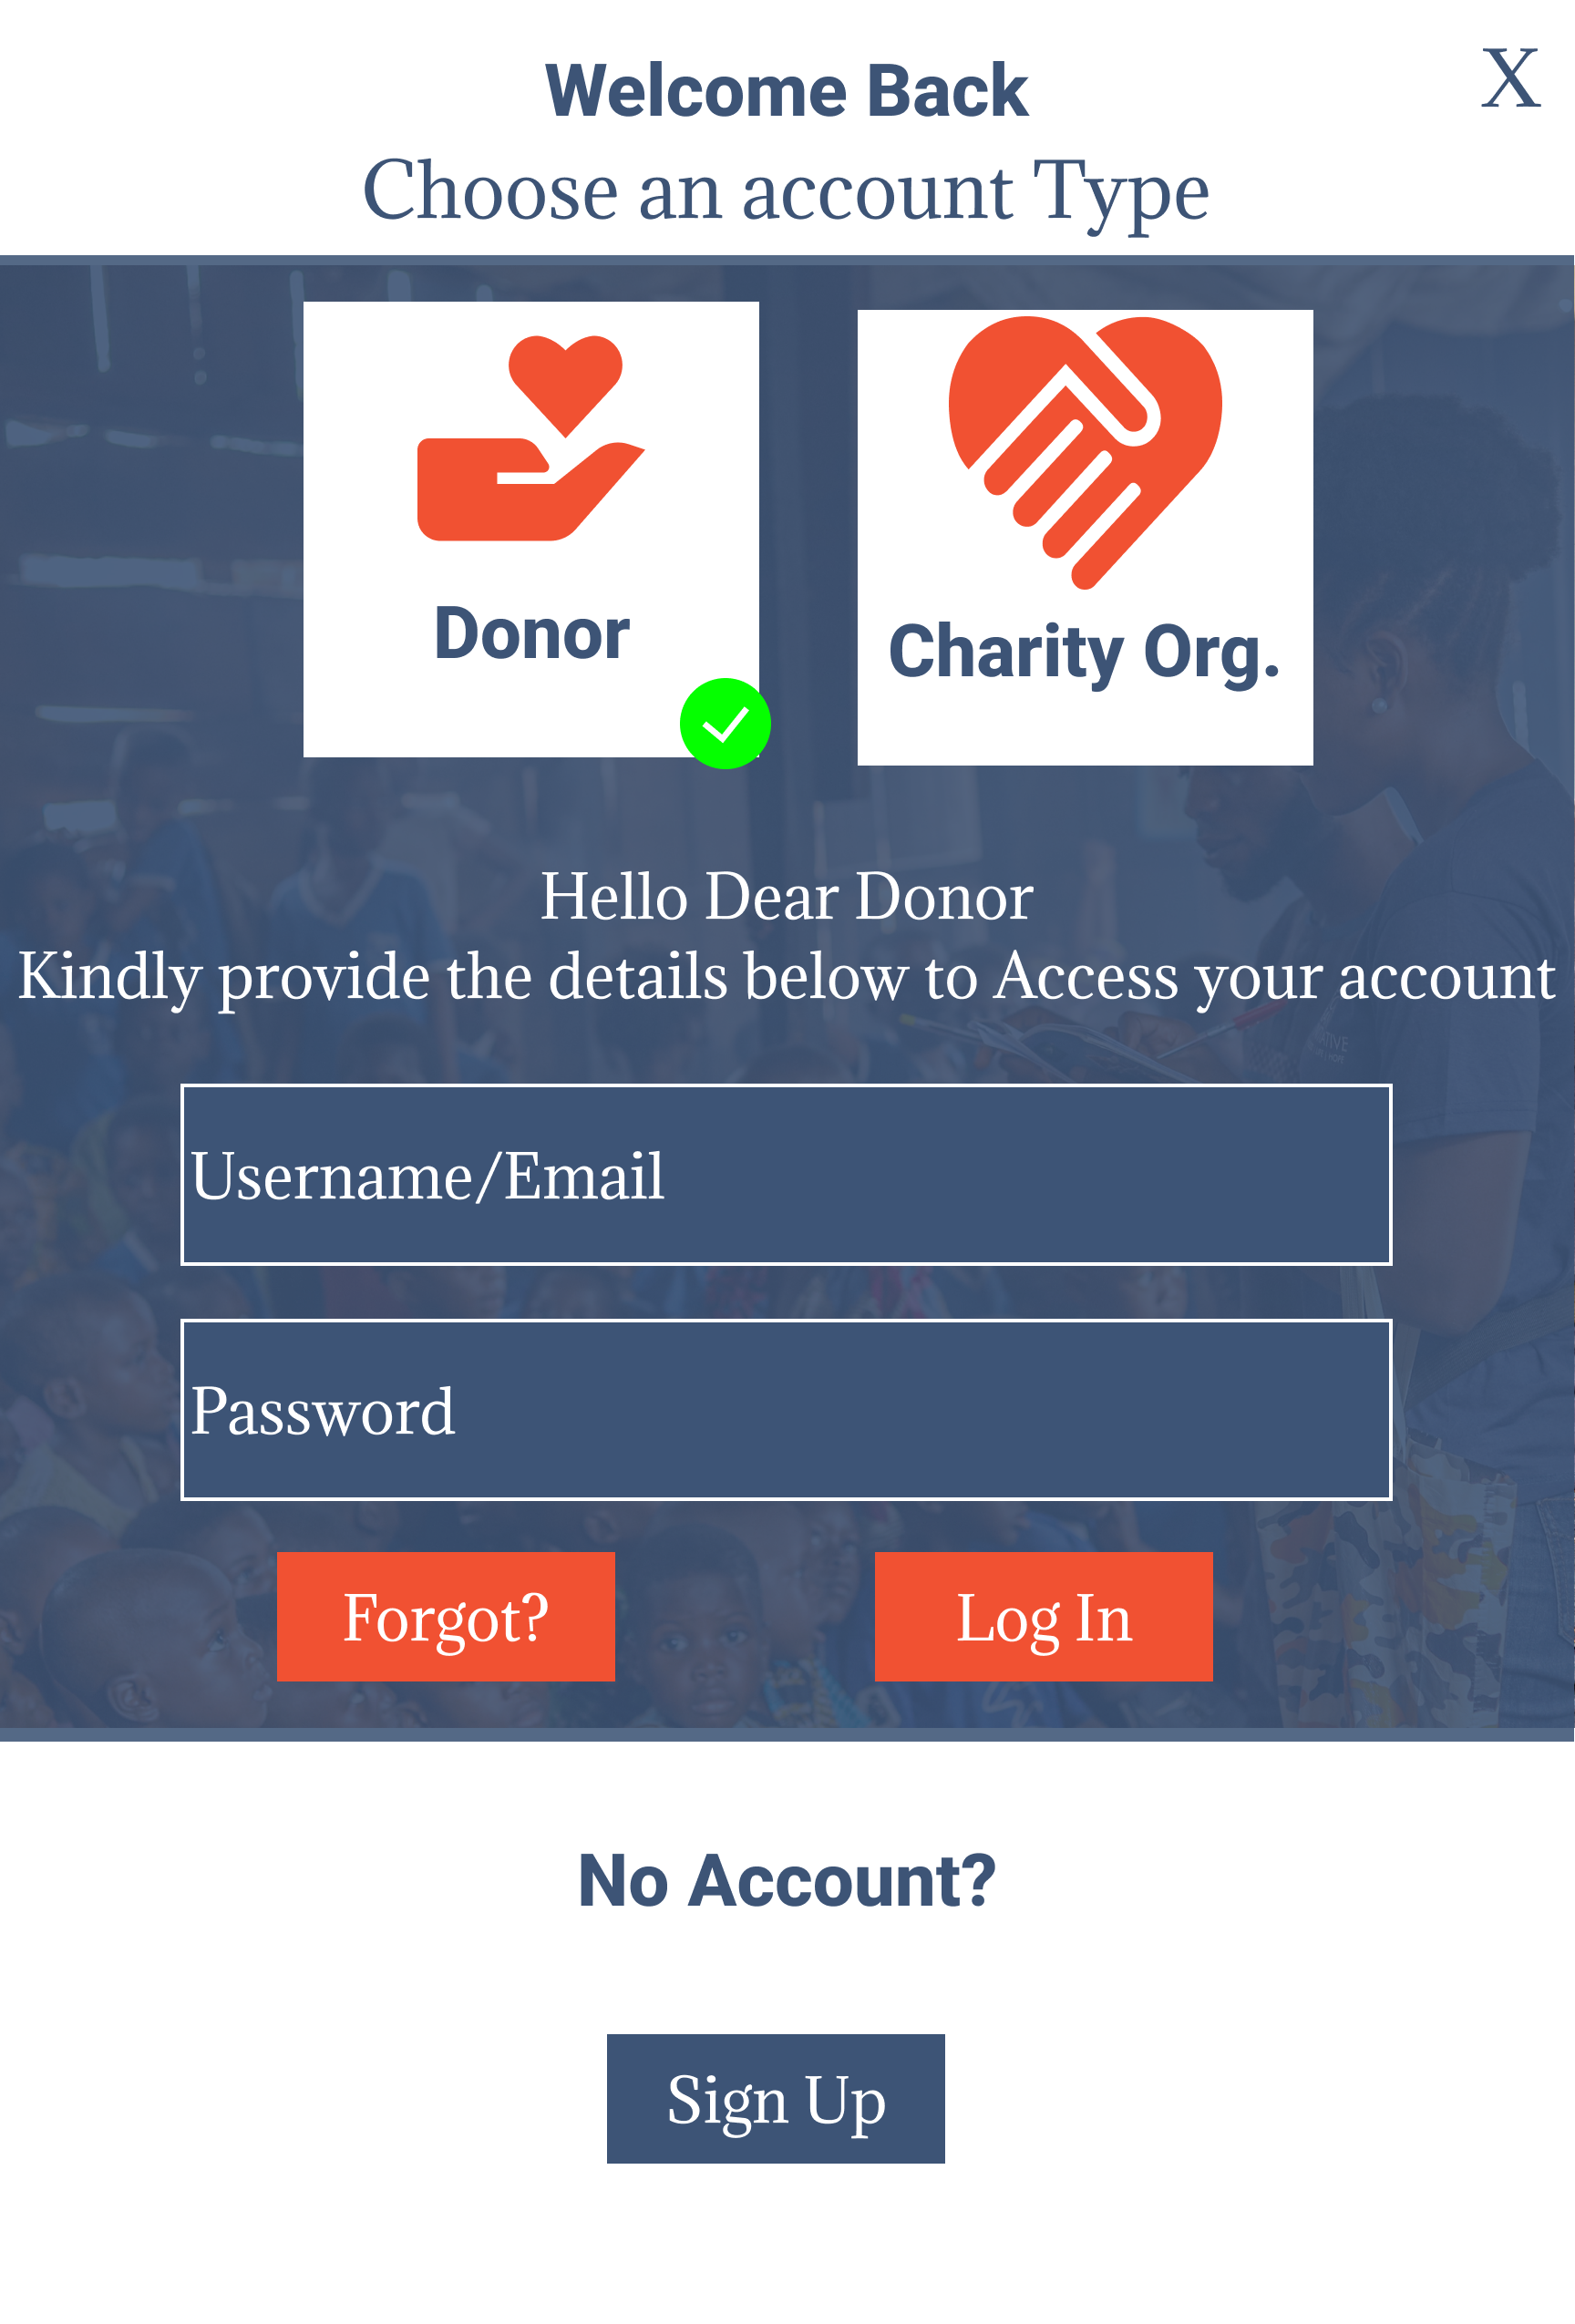 Welcome Back
X
Choose an account Type
Donor
Charity Org.
Hello Dear Donor
Kindly provide the details below to Access your account
Username/Email
Password
Forgot?
Log In
No Account?
Sign Up